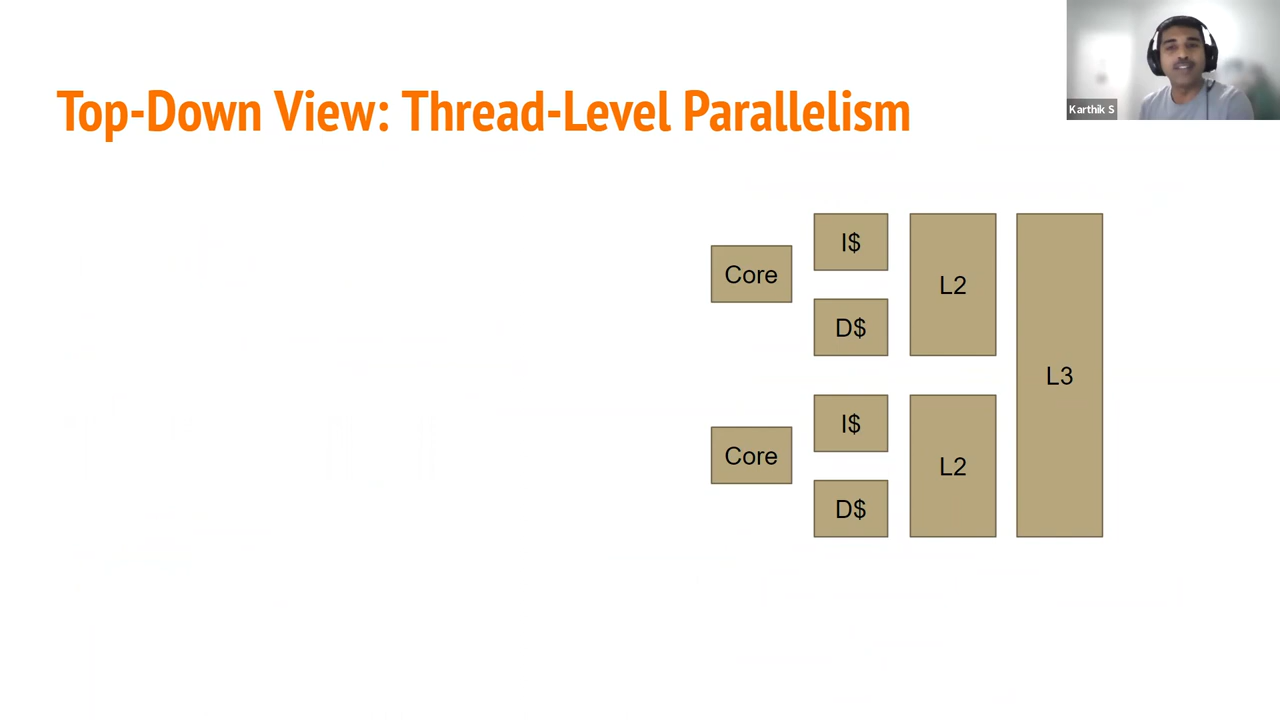 Karthik S
Top-Down View: Thread-Level Parallelism
Core
I$
D$
L2
L3
Core
I$
D$
L2